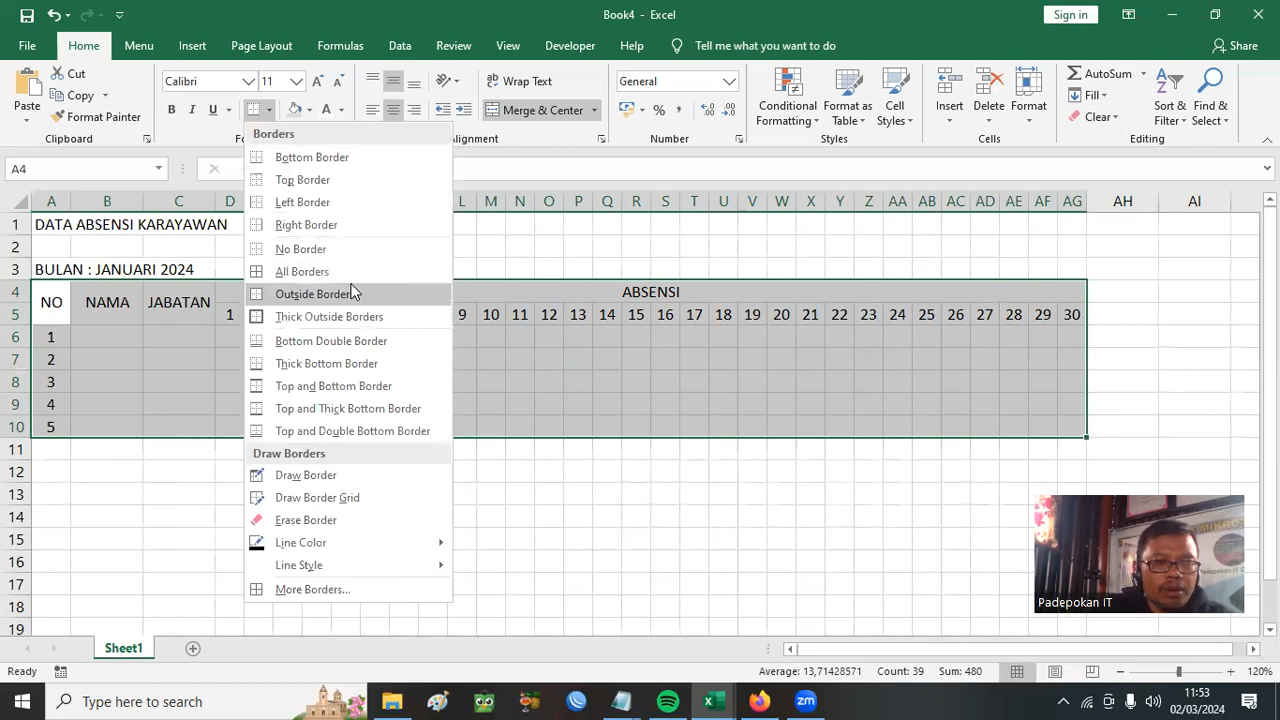 Book4 - Excel
Sign in
File Home Menu Insert Page Layout Formulas Data Review View Developer Help Tell me what you want to do Share
Paste
Cut
Copy
Format Painter
Clipboard
Calibri 11
B I U
Wrap Text
Merge & Center
Alignment
General
Number
Conditional Formatting
Format as Table
Cell Styles
Styles
Insert
Delete
Format
Cells
AutoSum
Fill
Clear
Sort & Filter
Find & Select
Editing
A4
Borders
Bottom Border
Top Border
Left Border
Right Border
No Border
All Borders
Outside Borders
Thick Outside Borders
Bottom Double Border
Thick Bottom Border
Top and Bottom Border
Top and Thick Bottom Border
Top and Double Bottom Border
Draw Borders
Draw Border
Draw Border Grid
Erase Border
Line Color
Line Style
More Borders...
A B C D L M N O P Q R S T U V W X Y Z AA AB AC AD AE AF AG AH AI
1 DATA ABSENSI KARYAWAN
2
3 BULAN : JANUARI 2024
4 NO NAMA JABATAN ABSENSI
5 1 9 10 11 12 13 14 15 16 17 18 19 20 21 22 23 24 25 26 27 28 29 30
6 1
7 2
8 3
9 4
10 5
11
12
13
14
15
16
17
18
19
Padepokan IT
Sheet1
Ready
Average: 13,71428571 Count: 39 Sum: 480
120%
Type here to search
11:53
02/03/2024